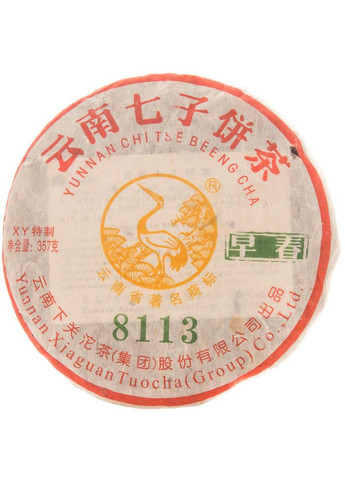 云南七子饼茶
YUNNAN CHI TSE BEENG CHA
®
XY特制
净含量:357克
早春
云南省著名商标
8113
云南下关沱茶(集团)股份有限公司出品
Yunnan Xiaguan Tuocha (Group) Co., Ltd.